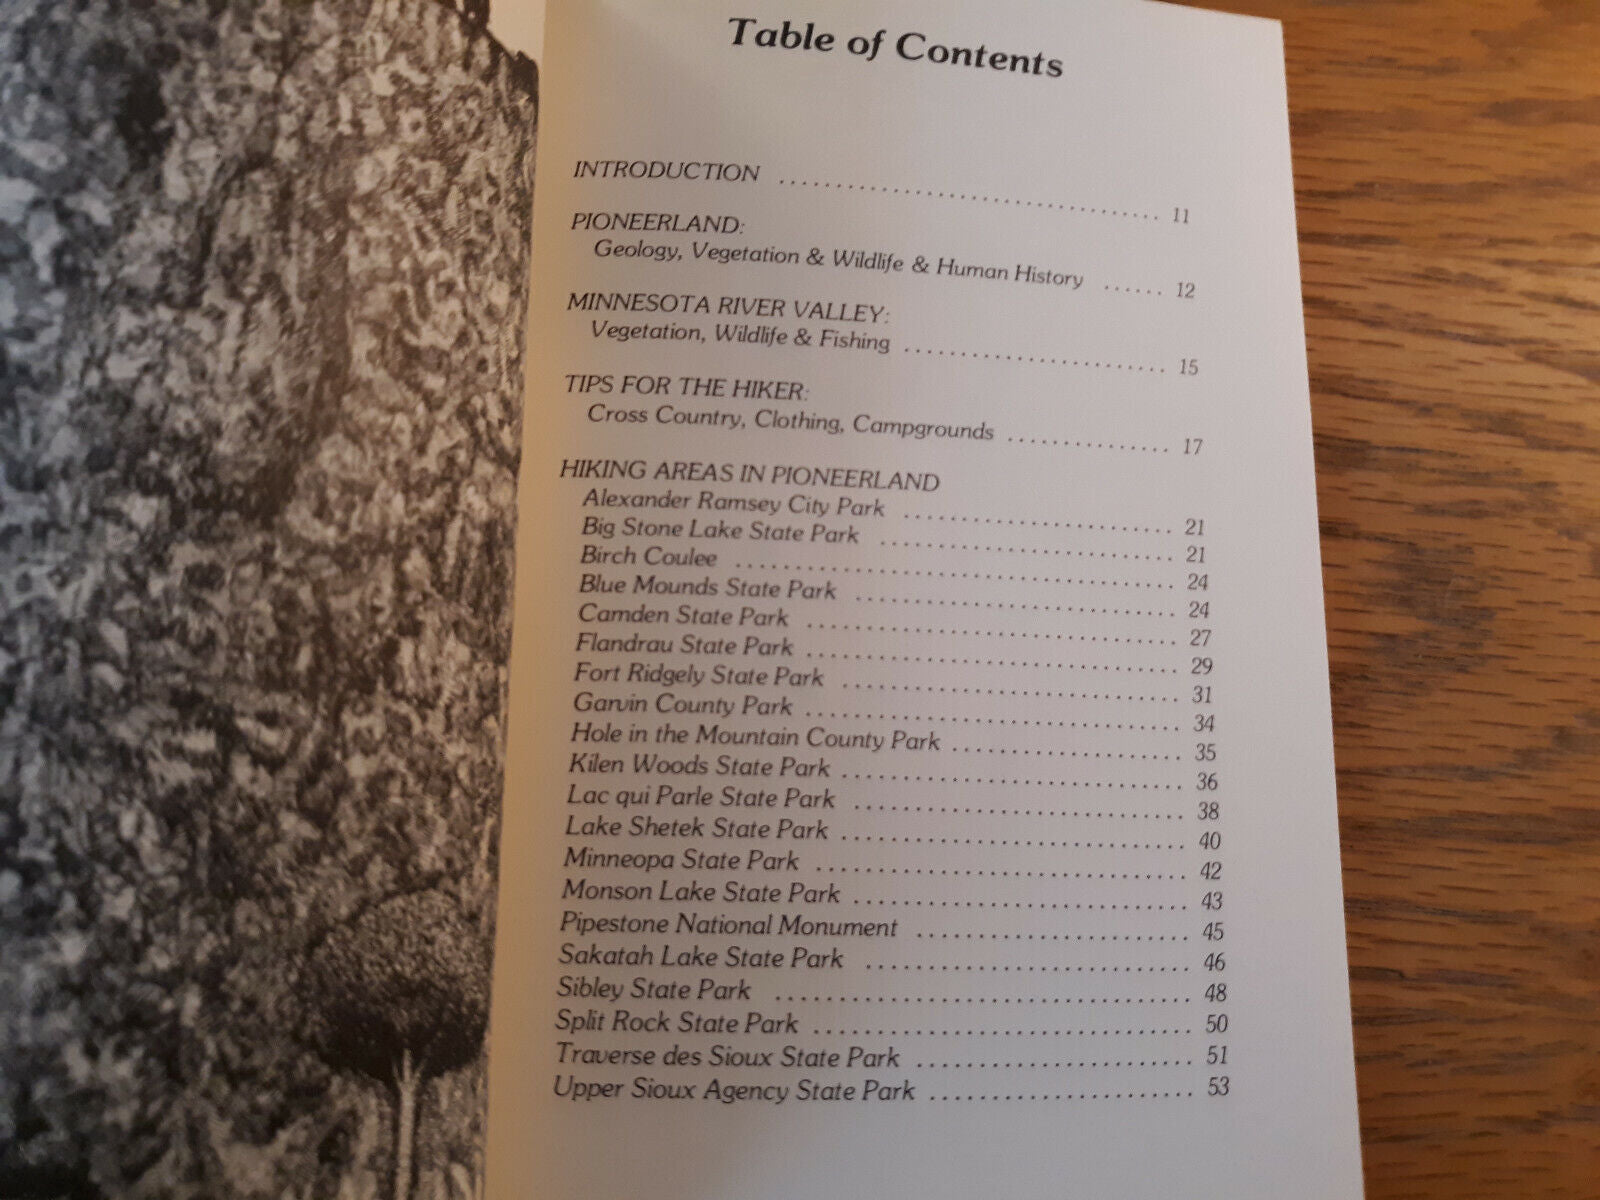 Table of Contents
INTRODUCTION .................................. 11
PIONEERLAND:
Geology, Vegetation & Wildlife & Human History ...... 12
MINNESOTA RIVER VALLEY:
Vegetation, Wildlife & Fishing ........................ 15
TIPS FOR THE HIKER:
Cross Country, Clothing, Campgrounds ............... 17
HIKING AREAS IN PIONEERLAND
Alexander Ramsey City Park ........................ 21
Big Stone Lake State Park .......................... 21
Birch Coulee ....................................... 24
Blue Mounds State Park ............................ 24
Camden State Park ................................. 27
Flandrau State Park ................................. 29
Fort Ridgely State Park .............................. 31
Garvin County Park ................................. 34
Hole in the Mountain County Park .................... 35
Kilen Woods State Park .............................. 36
Lac qui Parle State Park ............................. 38
Lake Shetek State Park .............................. 40
Minneopa State Park ................................ 42
Monson Lake State Park ............................. 43
Pipestone National Monument ....................... 45
Sakatah Lake State Park ............................ 46
Sibley State Park ................................... 48
Split Rock State Park ................................ 50
Traverse des Sioux State Park ....................... 51
Upper Sioux Agency State Park ...................... 53